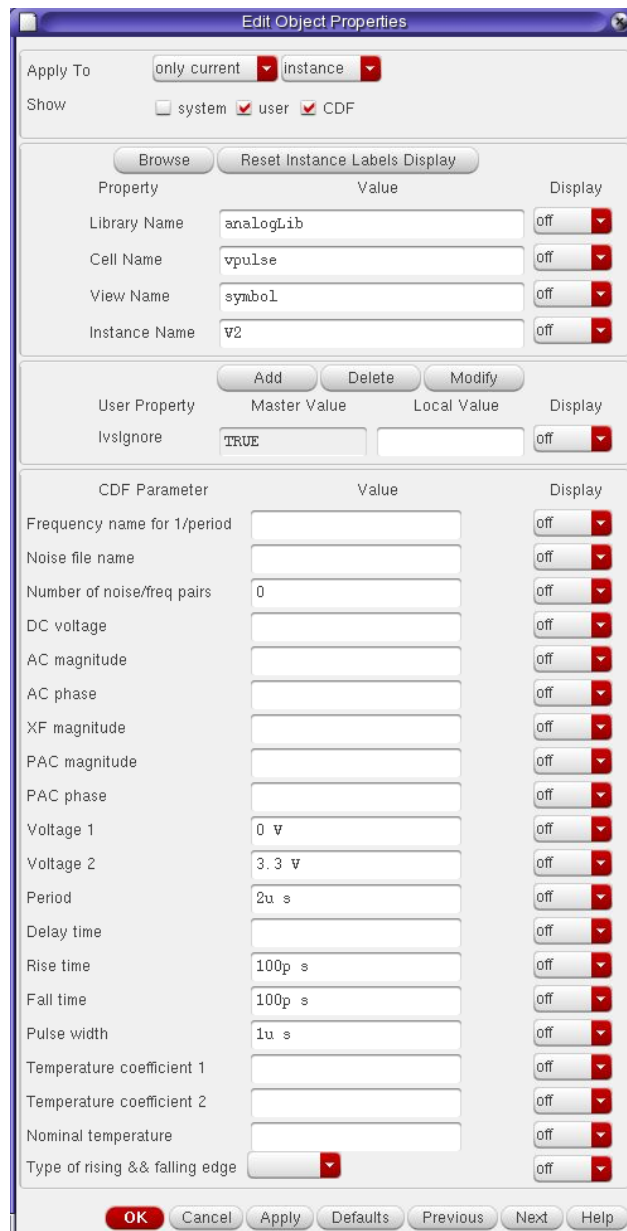 Edit Object Properties
Apply To only current instance
Show system user CDF
Browse Reset Instance Labels Display
Property Value Display
Library Name analogLib off
Cell Name vpulse off
View Name symbol off
Instance Name V2 off
Add Delete Modify
User Property Master Value Local Value Display
lvsIgnore TRUE off
CDF Parameter Value Display
Frequency name for 1/period off
Noise file name off
Number of noise/freq pairs 0 off
DC voltage off
AC magnitude off
AC phase off
XF magnitude off
PAC magnitude off
PAC phase off
Voltage 1 0 V off
Voltage 2 3.3 V off
Period 2u s off
Delay time off
Rise time 100p s off
Fall time 100p s off
Pulse width 1u s off
Temperature coefficient 1 off
Temperature coefficient 2 off
Nominal temperature off
Type of rising && falling edge off
OK Cancel Apply Defaults Previous Next Help